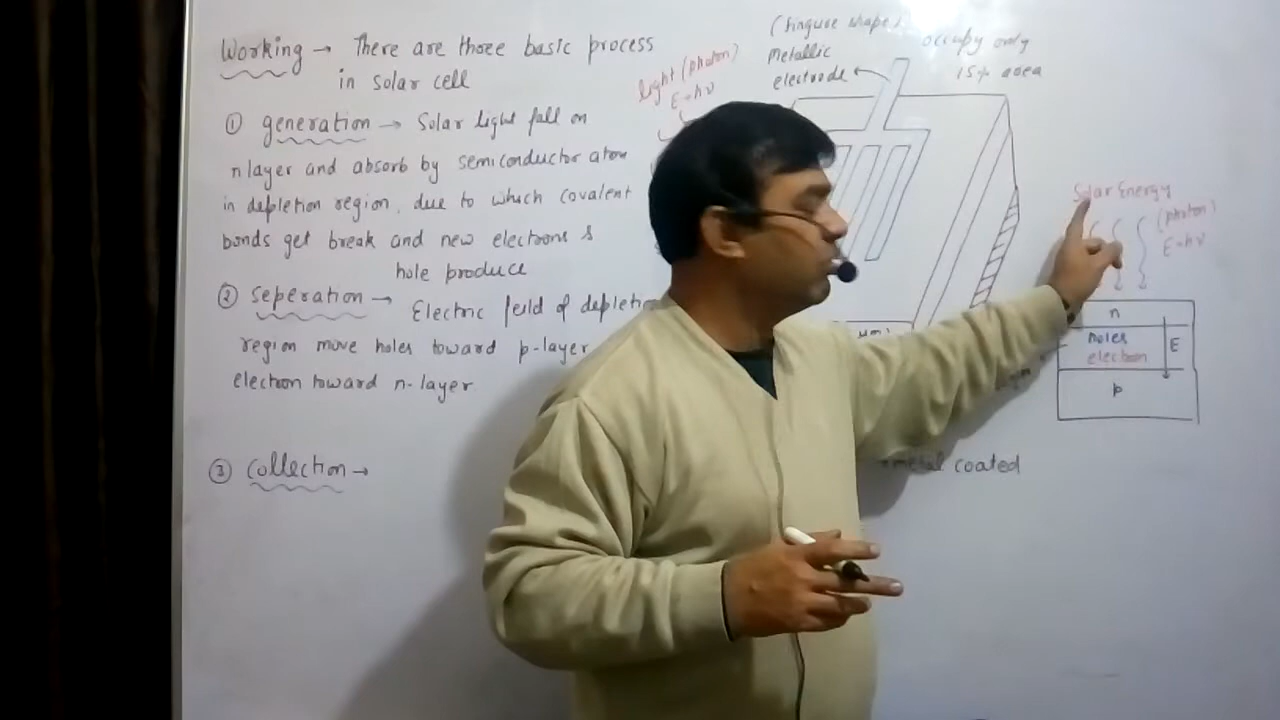 Working → There are three basic process
in solar cell
① generation → Solar light fall on
n layer and absorb by semiconductor atom
in depletion region, due to which covalent
bonds get break and new electrons &
hole produce
② seperation → Electric feild of depletion
region move holes toward p-layer
electron toward n-layer
③ collection →
light (photon)
E=hν
(fingure shape)
Metallic
electrode
occupy only
15% area
Solar Energy
(photon)
E=hν
n
holes
electron
E
p
metal coated